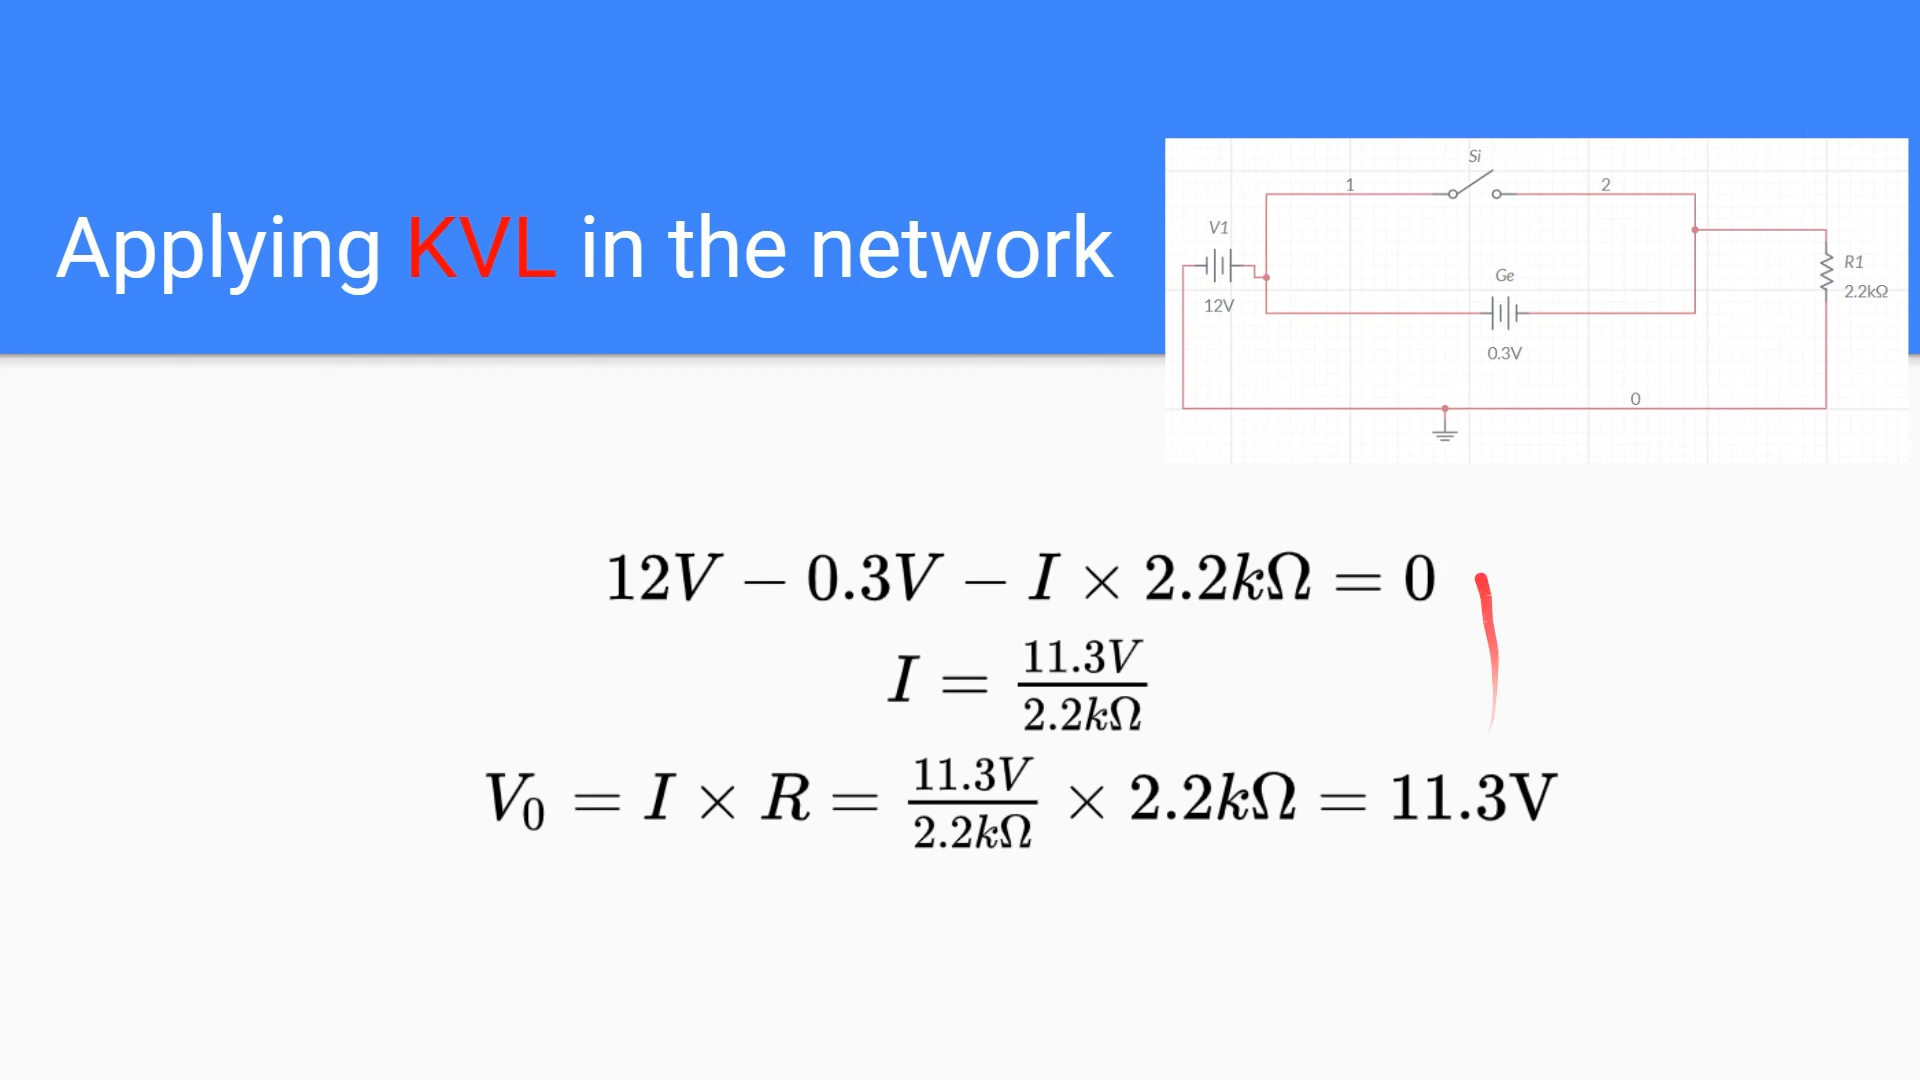 Applying KVL in the network
Si
1
2
V1
12V
Ge
0.3V
R1
2.2kΩ
0
12V − 0.3V − I × 2.2kΩ = 0
I = 11.3V / 2.2kΩ
V₀ = I × R = 11.3V / 2.2kΩ × 2.2kΩ = 11.3V